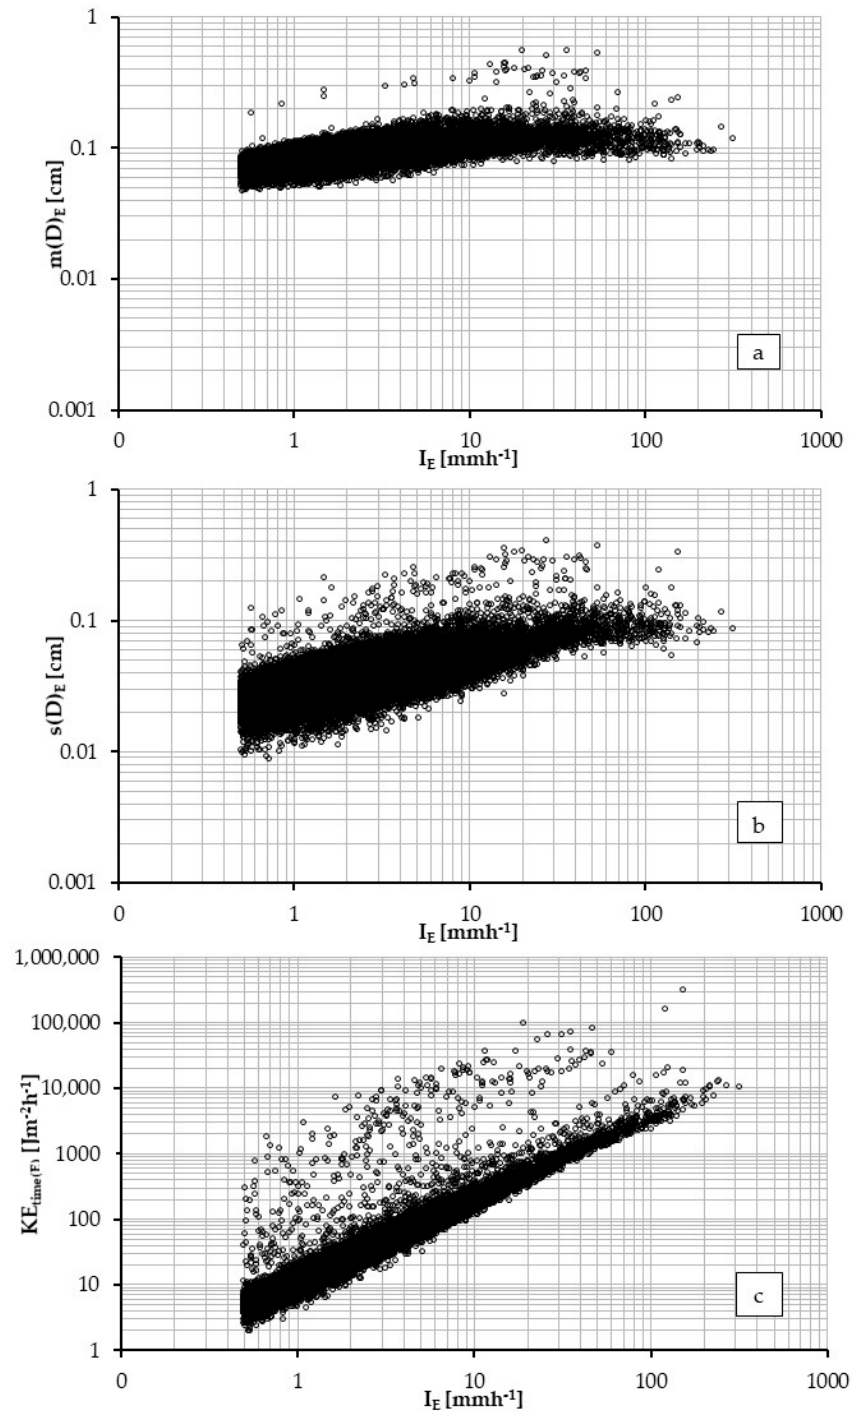 1
0.1
0.01
0.001
m(D)E [cm]
a
0 1 10 100 1000
IE [mmh-1]
1
0.1
0.01
0.001
s(D)E [cm]
b
0 1 10 100 1000
IE [mmh-1]
1,000,000
100,000
10,000
1000
100
10
1
KEtime(F) [Jm-2h-1]
c
0 1 10 100 1000
IE [mmh-1]